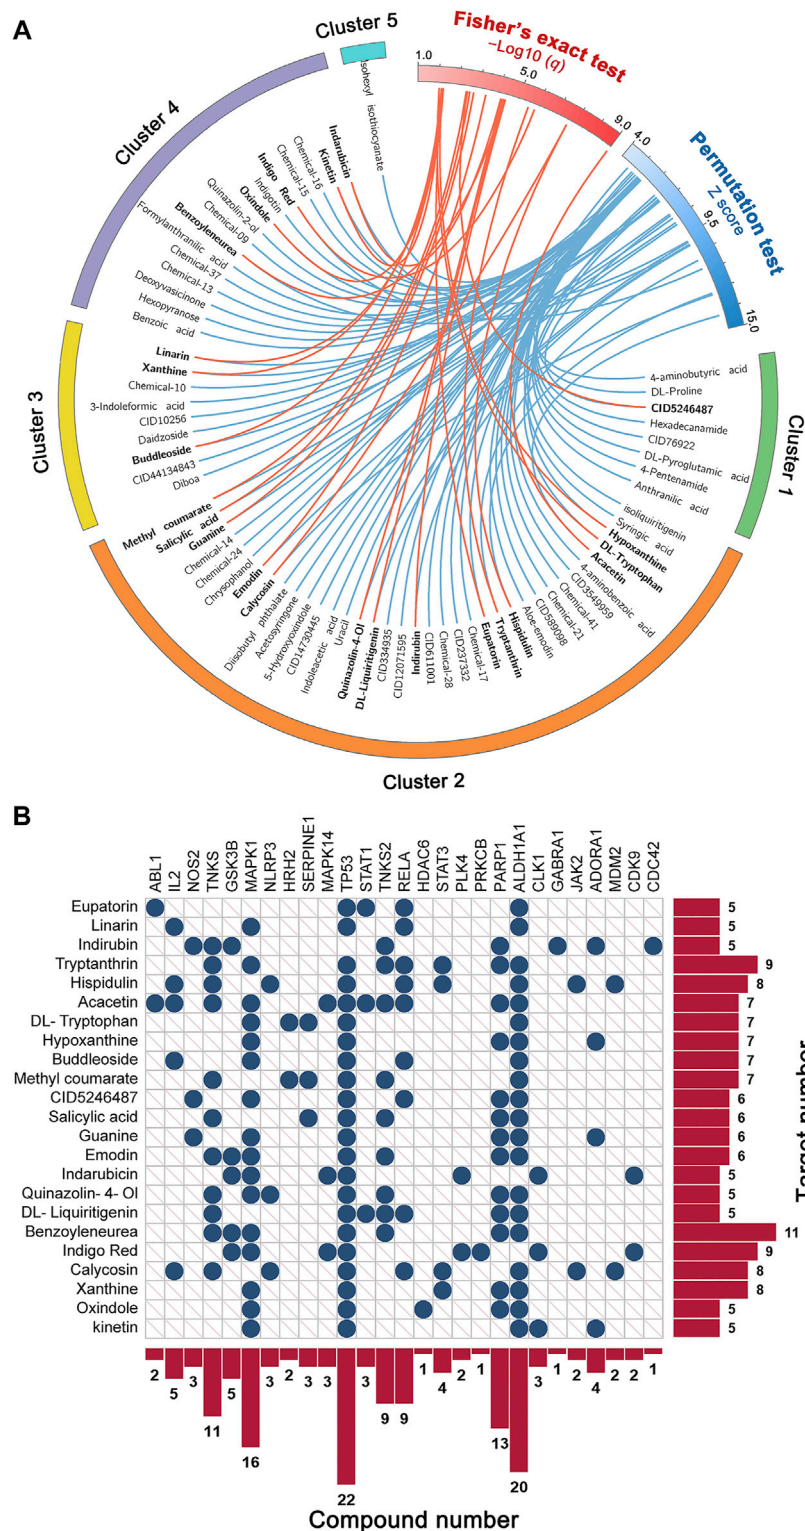 A
Cluster 5
Fisher's exact test
−Log10 (q)
1.0
5.0
9.0
4.0
Permutation test
Z score
9.5
15.0
Cluster 4
Isohexyl isothiocyanate
Indarubicin
Kinetin
Chemical-16
Chemical-15
Indigo Red
Indigotin
Oxindole
Quinazolin-2-ol
Chemical-09
Benzoyleneurea
Formylanthranilic acid
Chemical-37
Chemical-13
Deoxyvasicinone
Hexopyranose
Benzoic acid
Cluster 3
Linarin
Xanthine
Chemical-10
3-Indoleformic acid
CID10256
Daidzoside
Buddleoside
CID44134843
Diboa
Cluster 1
4-aminobutyric acid
DL-Proline
CID5246487
Hexadecanamide
CID76922
DL-Pyroglutamic acid
4-Pentenamide
Anthranilic acid
Methyl coumarate
Salicylic acid
Guanine
Chemical-14
Chemical-24
Chrysophanol
Emodin
Calycosin
Diisobutyl phthalate
Acetosyringone
5-Hydroxyoxindole
CID14730445
Indoleacetic acid
Uracil
Quinazolin-4-Ol
DL-Liquiritigenin
CID334935
CID12071595
Indirubin
CID611001
Chemical-28
CID237332
Chemical-17
Eupatorin
Tryptanthrin
Hispidulin
Aloe-emodin
CID589098
Chemical-21
Chemical-41
CID3549959
4-aminobenzoic acid
Acacetin
DL-Tryptophan
Hypoxanthine
Syringic acid
isoliquiritigenin
Cluster 2
B
ABL1 IL2 NOS2 TNKS GSK3B MAPK1 NLRP3 HRH2 SERPINE1 MAPK14 TP53 STAT1 TNKS2 RELA HDAC6 STAT3 PLK4 PRKCB PARP1 ALDH1A1 CLK1 GABRA1 JAK2 ADORA1 MDM2 CDK9 CDC42
Eupatorin 5
Linarin 5
Indirubin 5
Tryptanthrin 9
Hispidulin 8
Acacetin 7
DL- Tryptophan 7
Hypoxanthine 7
Buddleoside 7
Methyl coumarate 7
CID5246487 6
Salicylic acid 6
Guanine 6
Emodin 6
Indarubicin 5
Quinazolin- 4- Ol 5
DL- Liquiritigenin 5
Benzoyleneurea 11
Indigo Red 9
Calycosin 8
Xanthine 8
Oxindole 5
kinetin 5
Target number
2 5 3 11 5 16 3 2 3 3 22 3 9 9 1 4 2 1 13 20 3 1 2 4 2 2 1
Compound number